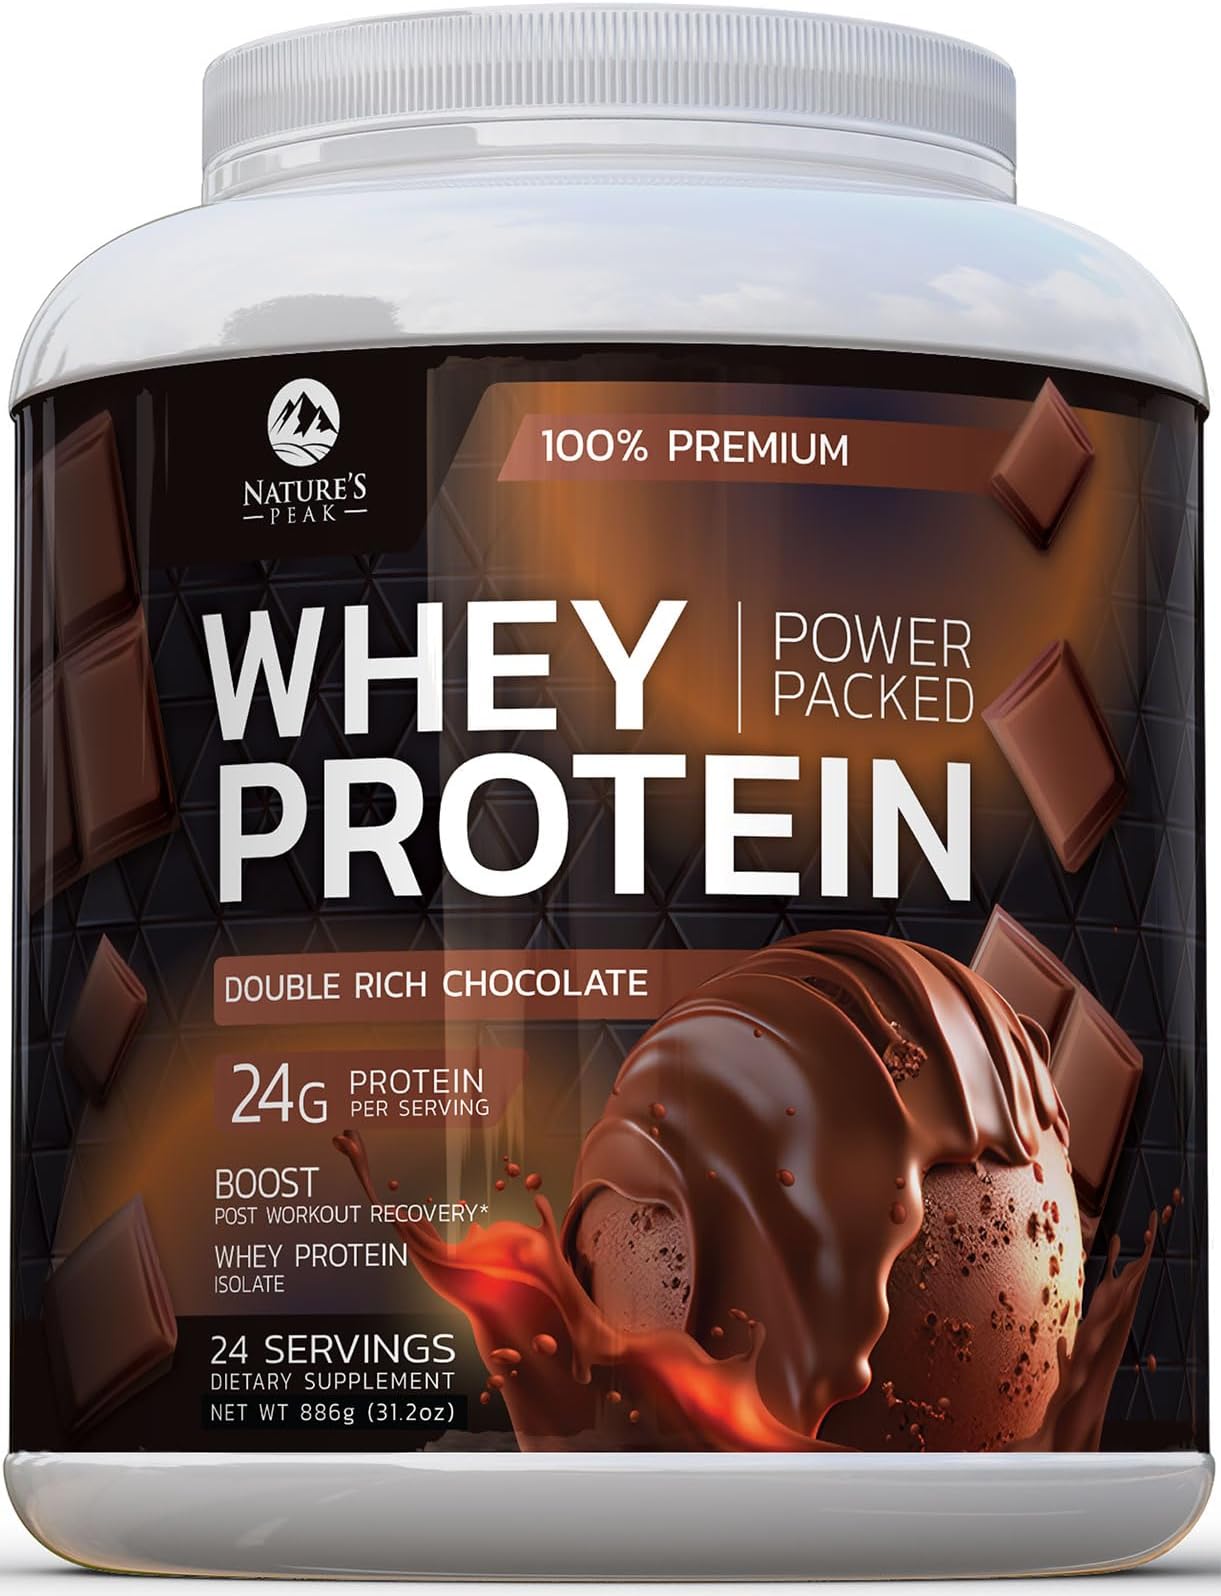 NATURE'S
PEAK
100% PREMIUM
WHEY
POWER
PACKED
PROTEIN
DOUBLE RICH CHOCOLATE
24G
PROTEIN
PER SERVING
BOOST
POST WORKOUT RECOVERY*
WHEY PROTEIN
ISOLATE
24 SERVINGS
DIETARY SUPPLEMENT
NET WT 886g (31.2oz)